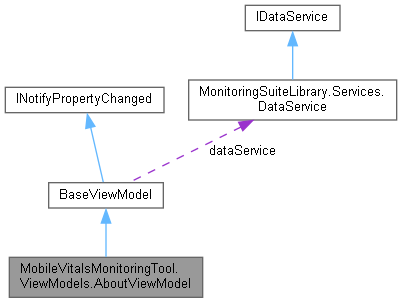 IDataService
INotifyPropertyChanged
MonitoringSuiteLibrary.Services.
DataService
dataService
BaseViewModel
MobileVitalsMonitoringTool.
ViewModels.AboutViewModel